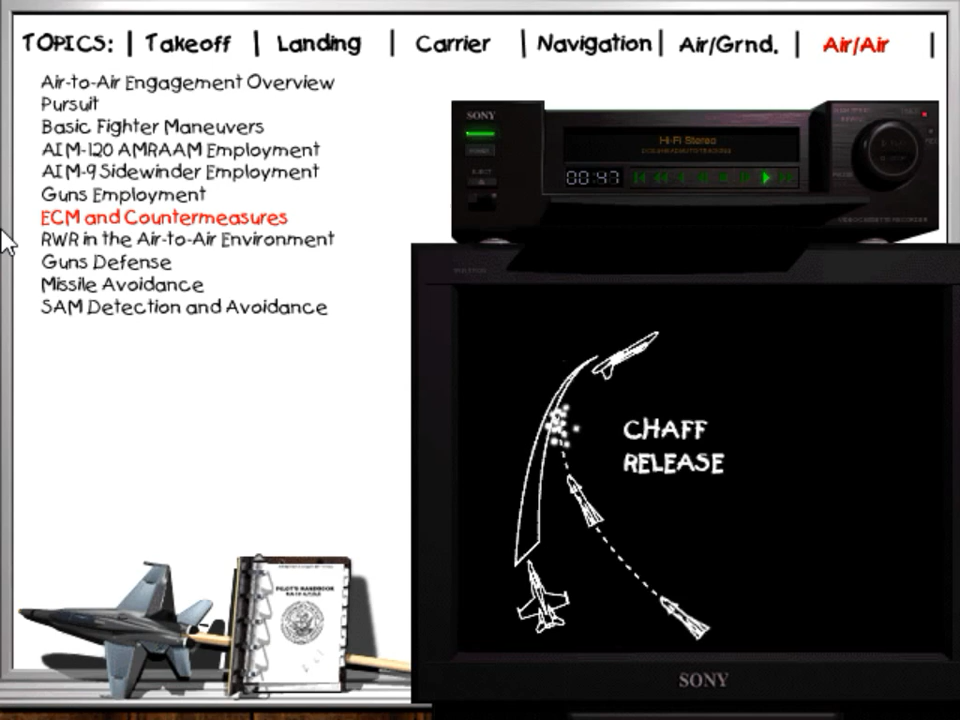 TOPICS: | Takeoff | Landing | Carrier | Navigation | Air/Grnd. | Air/Air |
Air-to-Air Engagement Overview
Pursuit
Basic Fighter Maneuvers
AIM-120 AMRAAM Employment
AIM-9 Sidewinder Employment
Guns Employment
ECM and Countermeasures
RWR in the Air-to-Air Environment
Guns Defense
Missile Avoidance
SAM Detection and Avoidance
SONY
Hi-Fi Stereo
EJECT
00:47
CHAFF
RELEASE
PILOT'S HANDBOOK
SONY